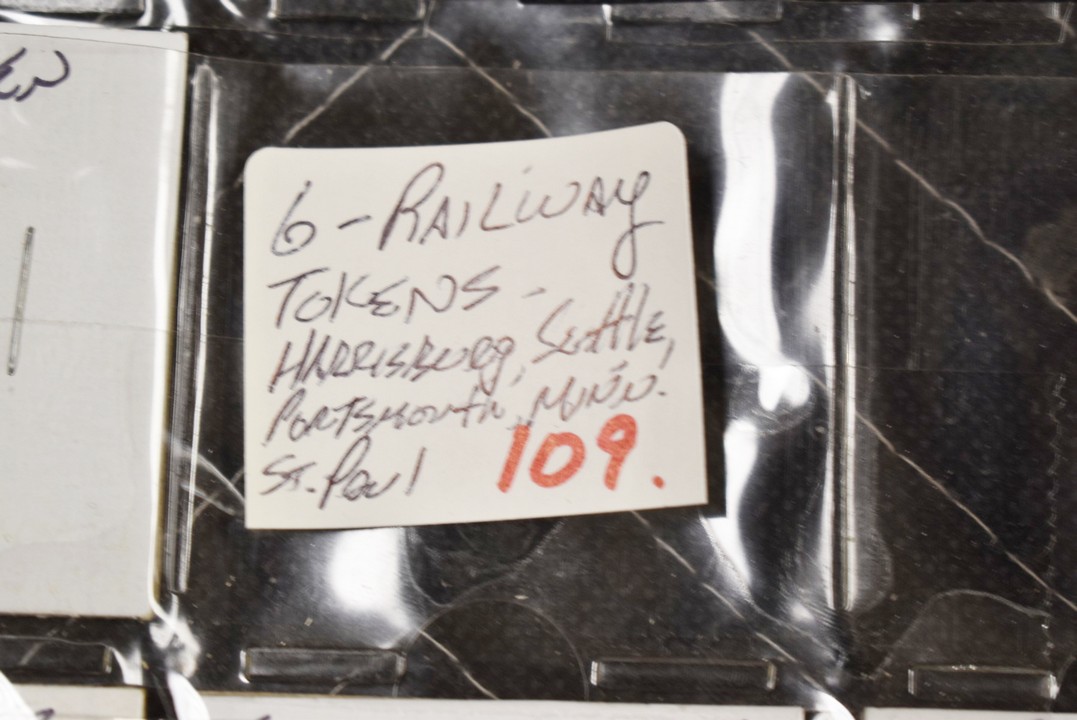 6 - RAILWAY
TOKENS -
HARRISBURG, Seattle,
PORTSMOUTH, MINN.
ST. Paul 109.